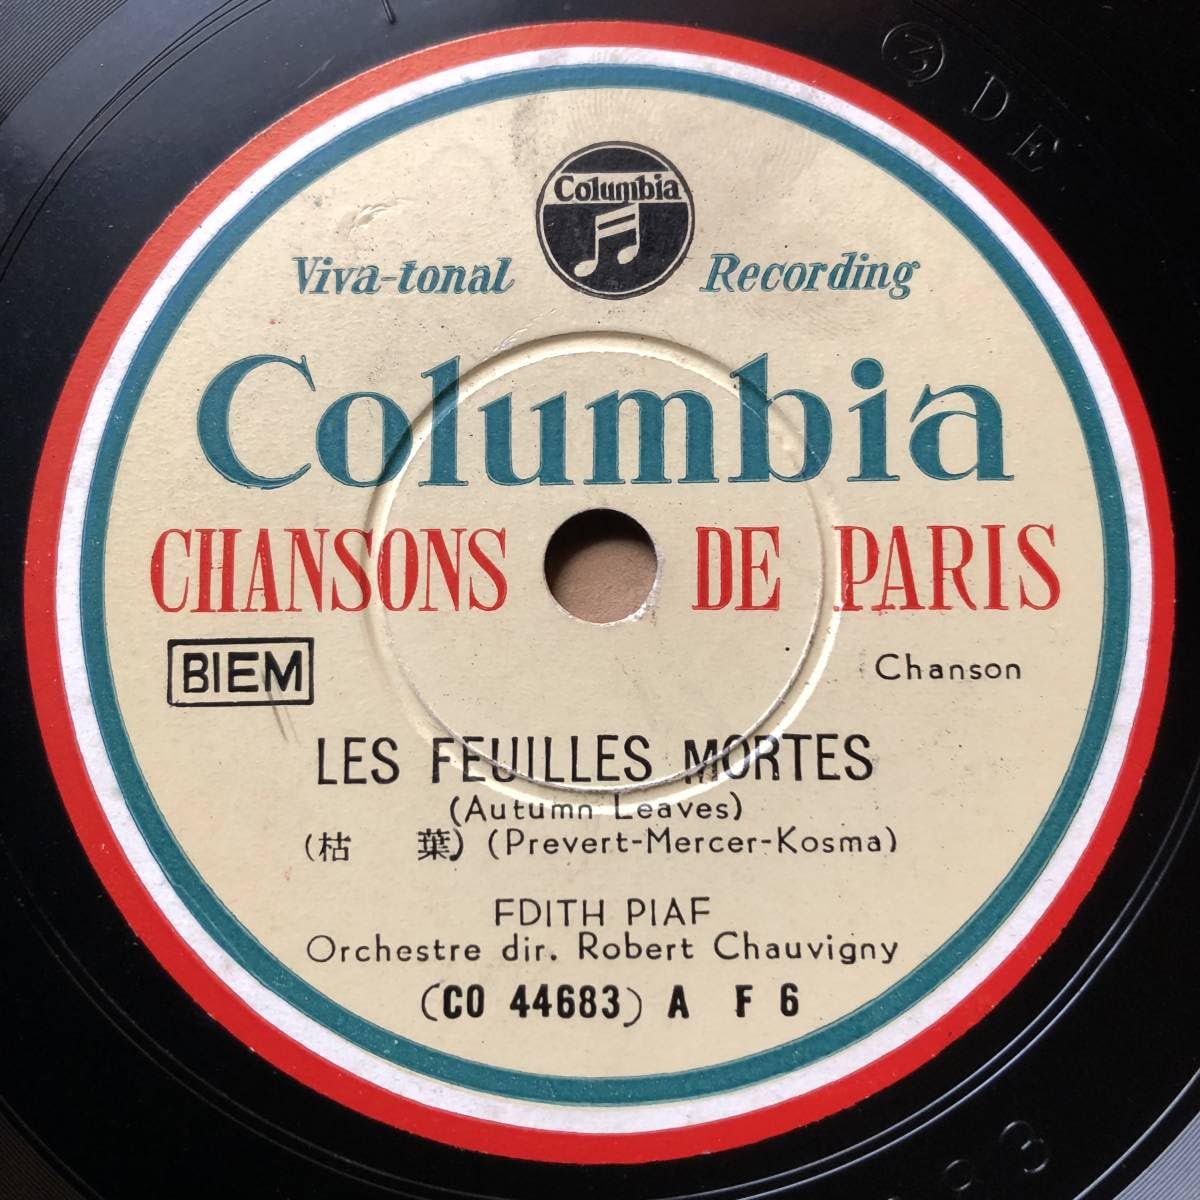 ③ D E
Columbia
Viva-tonal Recording
Columbia
CHANSONS DE PARIS
BIEM
Chanson
LES FEUILLES MORTES
(Autumn Leaves)
(枯 葉) (Prevert-Mercer-Kosma)
FDITH PIAF
Orchestre dir. Robert Chauvigny
(CO 44683) A F 6